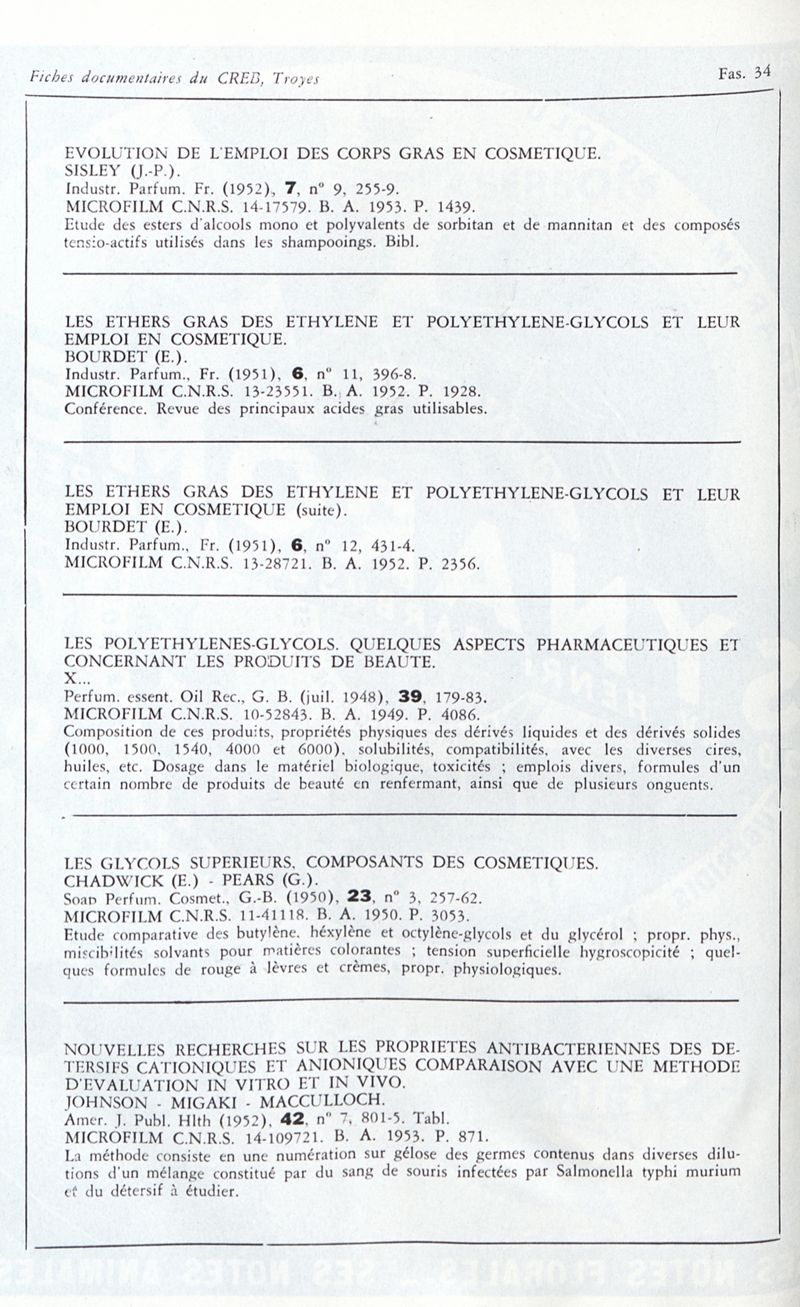 Fiches documentaires du CREB, Troyes
Fas. 34
EVOLUTION DE L'EMPLOI DES CORPS GRAS EN COSMETIQUE.
SISLEY (J.-P.).
Industr. Parfum. Fr. (1952), 7, n° 9, 255-9.
MICROFILM C.N.R.S. 14-17579. B. A. 1953. P. 1439.
Etude des esters d'alcools mono et polyvalents de sorbitan et de mannitan et des composés
tensio-actifs utilisés dans les shampooings. Bibl.
LES ETHERS GRAS DES ETHYLENE ET POLYETHYLENE-GLYCOLS ET LEUR
EMPLOI EN COSMETIQUE.
BOURDET (E.).
Industr. Parfum., Fr. (1951), 6, n° 11, 396-8.
MICROFILM C.N.R.S. 13-23551. B. A. 1952. P. 1928.
Conférence. Revue des principaux acides gras utilisables.
LES ETHERS GRAS DES ETHYLENE ET POLYETHYLENE-GLYCOLS ET LEUR
EMPLOI EN COSMETIQUE (suite).
BOURDET (E.).
Industr. Parfum., Fr. (1951), 6, n° 12, 431-4.
MICROFILM C.N.R.S. 13-28721. B. A. 1952. P. 2356.
LES POLYETHYLENES-GLYCOLS. QUELQUES ASPECTS PHARMACEUTIQUES ET
CONCERNANT LES PRODUITS DE BEAUTE.
X...
Perfum. essent. Oil Rec., G. B. (juil. 1948), 39, 179-83.
MICROFILM C.N.R.S. 10-52843. B. A. 1949. P. 4086.
Composition de ces produits, propriétés physiques des dérivés liquides et des dérivés solides
(1000, 1500, 1540, 4000 et 6000), solubilités, compatibilités, avec les diverses cires,
huiles, etc. Dosage dans le matériel biologique, toxicités ; emplois divers, formules d'un
certain nombre de produits de beauté en renfermant, ainsi que de plusieurs onguents.
LES GLYCOLS SUPERIEURS, COMPOSANTS DES COSMETIQUES.
CHADWICK (E.) - PEARS (G.).
Soap Perfum. Cosmet., G.-B. (1950), 23, n° 3, 257-62.
MICROFILM C.N.R.S. 11-41118. B. A. 1950. P. 3053.
Etude comparative des butylène, héxylène et octylène-glycols et du glycérol ; propr. phys.,
miscibilités solvants pour matières colorantes ; tension superficielle hygroscopicité ; quel-
ques formules de rouge à lèvres et crèmes, propr. physiologiques.
NOUVELLES RECHERCHES SUR LES PROPRIETES ANTIBACTERIENNES DES DE-
TERSIFS CATIONIQUES ET ANIONIQUES COMPARAISON AVEC UNE METHODE
D'EVALUATION IN VITRO ET IN VIVO.
JOHNSON - MIGAKI - MACCULLOCH.
Amer. J. Publ. Hlth (1952), 42, n° 7, 801-5. Tabl.
MICROFILM C.N.R.S. 14-109721. B. A. 1953. P. 871.
La méthode consiste en une numération sur gélose des germes contenus dans diverses dilu-
tions d'un mélange constitué par du sang de souris infectées par Salmonella typhi murium
et du détersif à étudier.